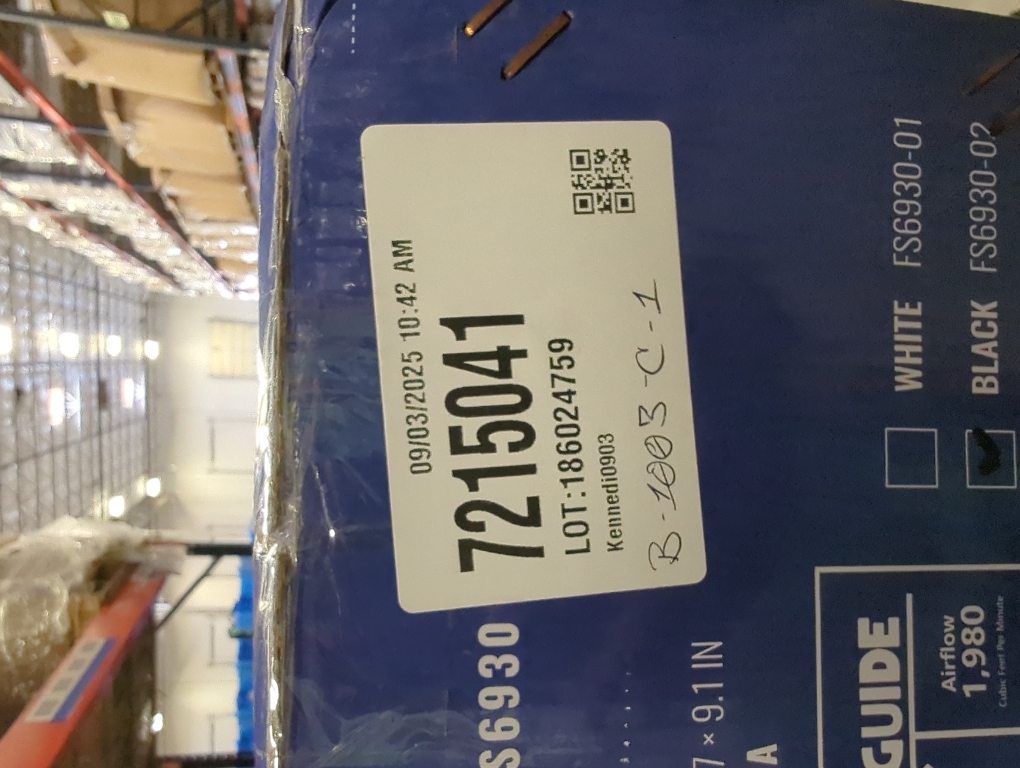 09/03/2025 10:42 AM
7215041
LOT:186024759
Kennedi0903
B-1003-C-1
S6930
7 × 9.1 IN
A
WHITE FS6930-01
BLACK FS6930-02
GUIDE
Airflow
1,980
Cubic Feet Per Minute